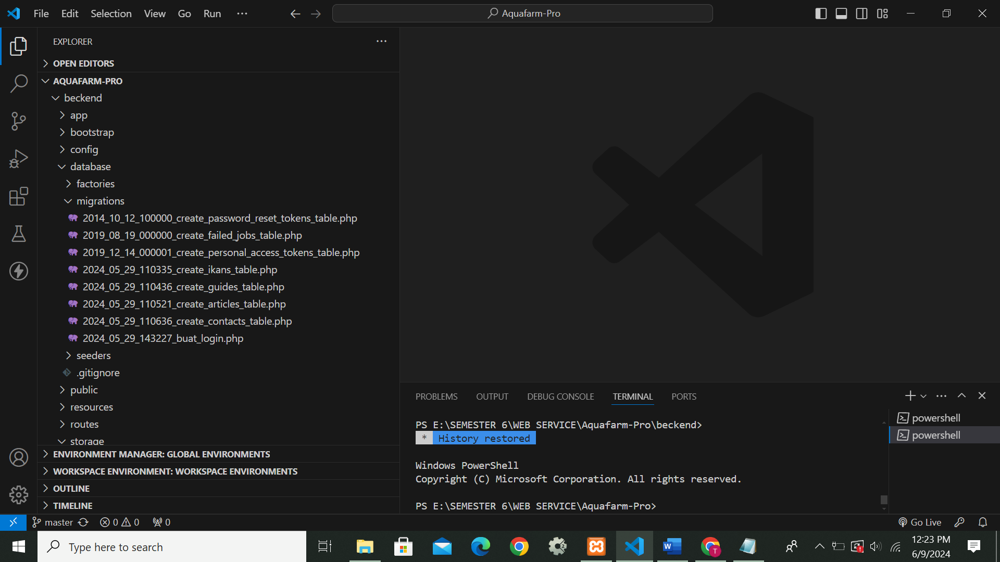 File Edit Selection View Go Run ···
Aquafarm-Pro
EXPLORER
OPEN EDITORS
AQUAFARM-PRO
beckend
app
bootstrap
config
database
factories
migrations
2014_10_12_100000_create_password_reset_tokens_table.php
2019_08_19_000000_create_failed_jobs_table.php
2019_12_14_000001_create_personal_access_tokens_table.php
2024_05_29_110335_create_ikans_table.php
2024_05_29_110436_create_guides_table.php
2024_05_29_110521_create_articles_table.php
2024_05_29_110636_create_contacts_table.php
2024_05_29_143227_buat_login.php
seeders
.gitignore
public
resources
routes
storage
ENVIRONMENT MANAGER: GLOBAL ENVIRONMENTS
WORKSPACE ENVIRONMENT: WORKSPACE ENVIRONMENTS
OUTLINE
TIMELINE
PROBLEMS OUTPUT DEBUG CONSOLE TERMINAL PORTS
PS E:\SEMESTER 6\WEB SERVICE\Aquafarm-Pro\beckend>
* History restored
Windows PowerShell
Copyright (C) Microsoft Corporation. All rights reserved.
PS E:\SEMESTER 6\WEB SERVICE\Aquafarm-Pro>
powershell
powershell
master 0 0 0
Go Live
Type here to search
12:23 PM
6/9/2024